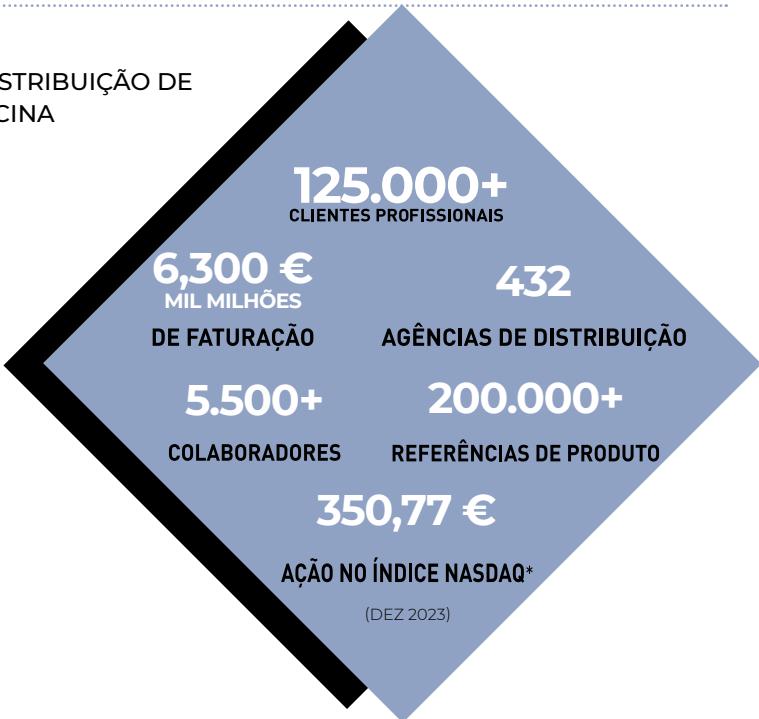 STRIBUIÇÃO DE
CINA
125.000+
CLIENTES PROFISSIONAIS
6,300 €
MIL MILHÕES
DE FATURAÇÃO
432
AGÊNCIAS DE DISTRIBUIÇÃO
5.500+
COLABORADORES
200.000+
REFERÊNCIAS DE PRODUTO
350,77 €
AÇÃO NO ÍNDICE NASDAQ*
(DEZ 2023)